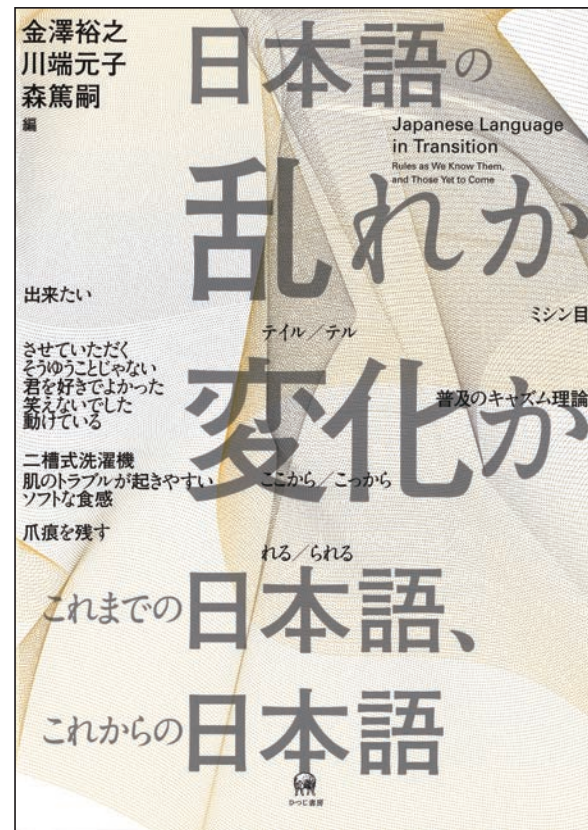 金澤裕之
川端元子
森篤嗣
編
日本語の
Japanese Language
in Transition
Rules as We Know Them,
and Those Yet to Come
乱れか
出来たい
ミシン目
テイル/テル
させていただく
そうゆうことじゃない
君を好きでよかった
笑えないでした
動けている
変化か
普及のキャズム理論
二槽式洗濯機
肌のトラブルが起きやすい
ソフトな食感
ここから/こっから
爪痕を残す
れる/られる
これまでの日本語、
これからの日本語
ひつじ書房